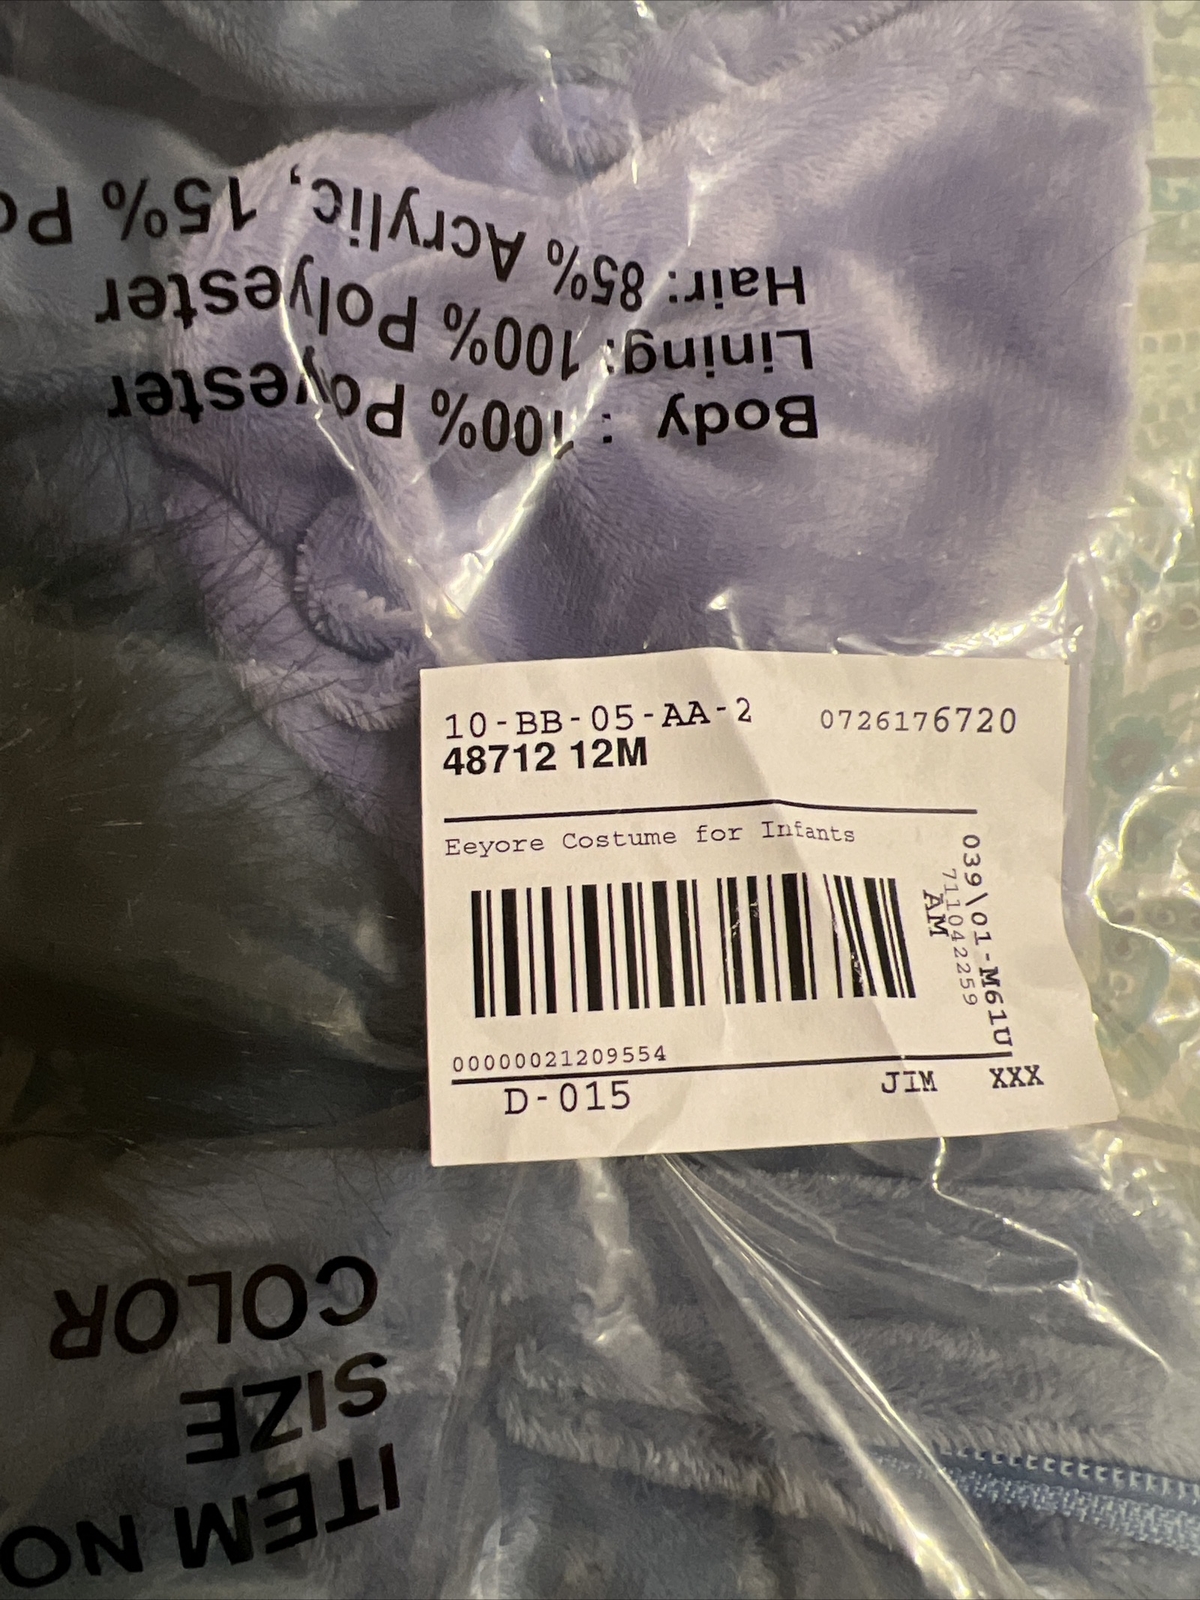 Body : 100% Polyester
Lining: 100% Polyester
Hair: 85% Acrylic, 15% Po
10-BB-05-AA-2 0726176720
48712 12M
Eeyore Costume for Infants
039\01-M61U
711042259
AM
00000021209554
D-015 JIM XXX
ITEM NO
SIZE
COLOR